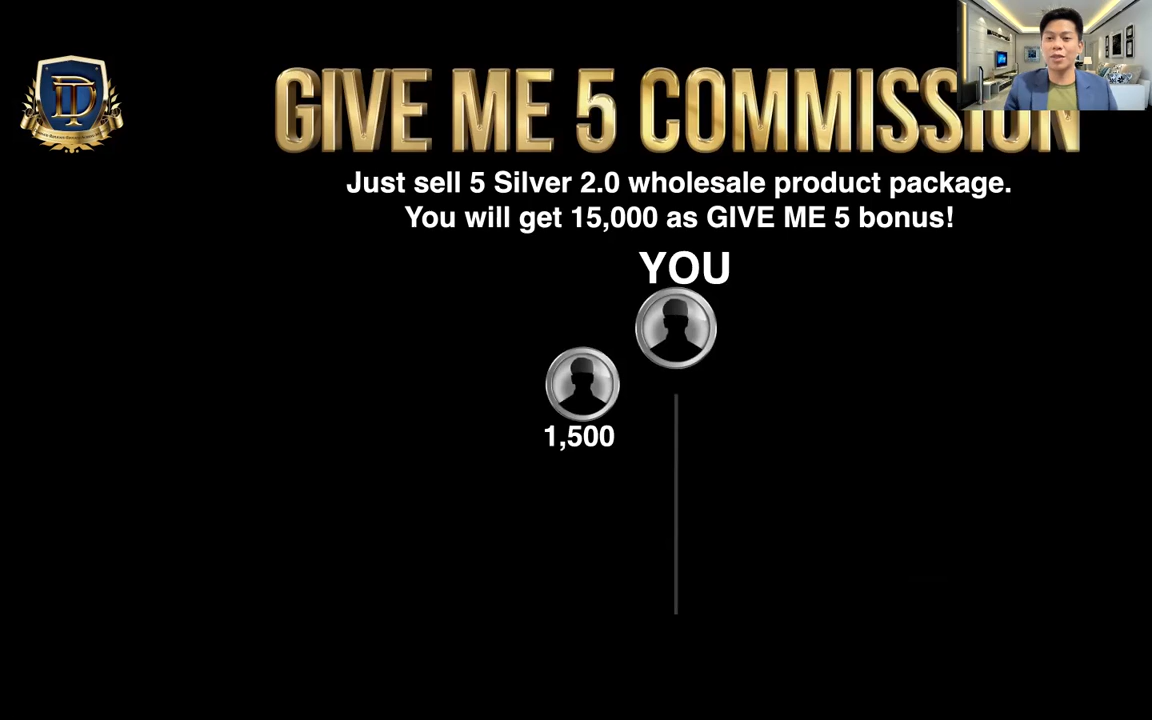 GIVE ME 5 COMMISSION
Just sell 5 Silver 2.0 wholesale product package.
You will get 15,000 as GIVE ME 5 bonus!
YOU
1,500